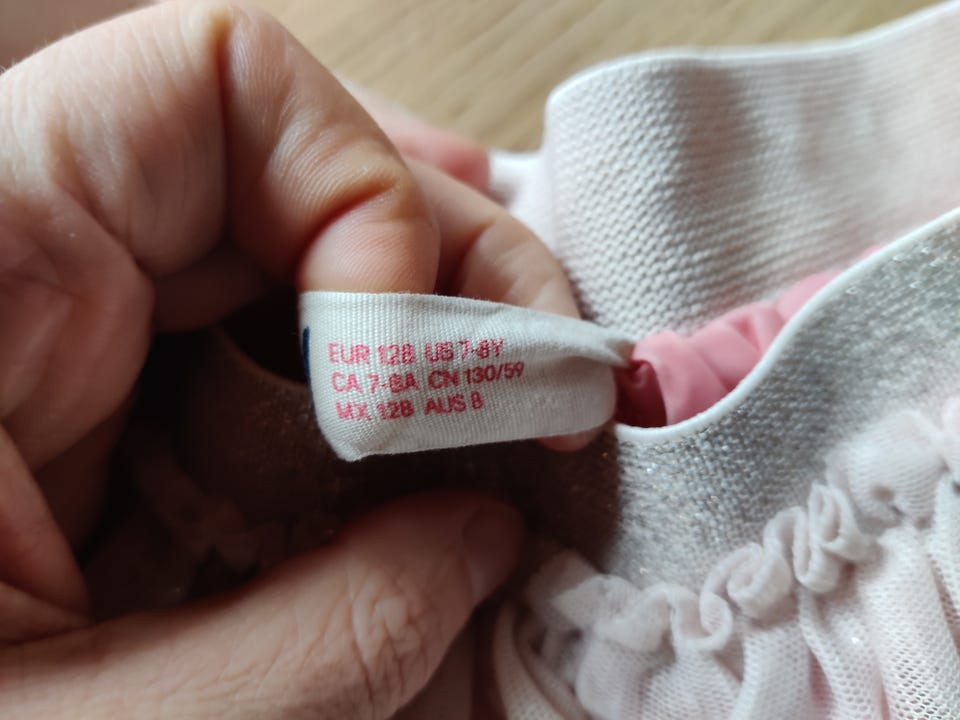 EUR 128 US 7-8Y
CA 7-8A CN 130/59
MX 128 AUS 8